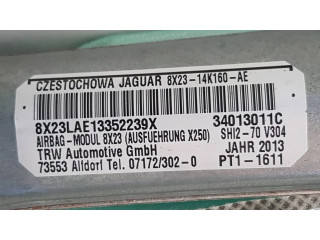 CZESTOCHOWA JAGUAR 8X23-14K160-AE
8X23LAE13352239X 34013011C
AIRBAG-MODUL 8X23 (AUSFUEHRUNG X250) SHI2-70 V304
TRW Automotive GmbH JAHR 2013
73553 Alldorf Tel. 07172/302-0 PT1-1611